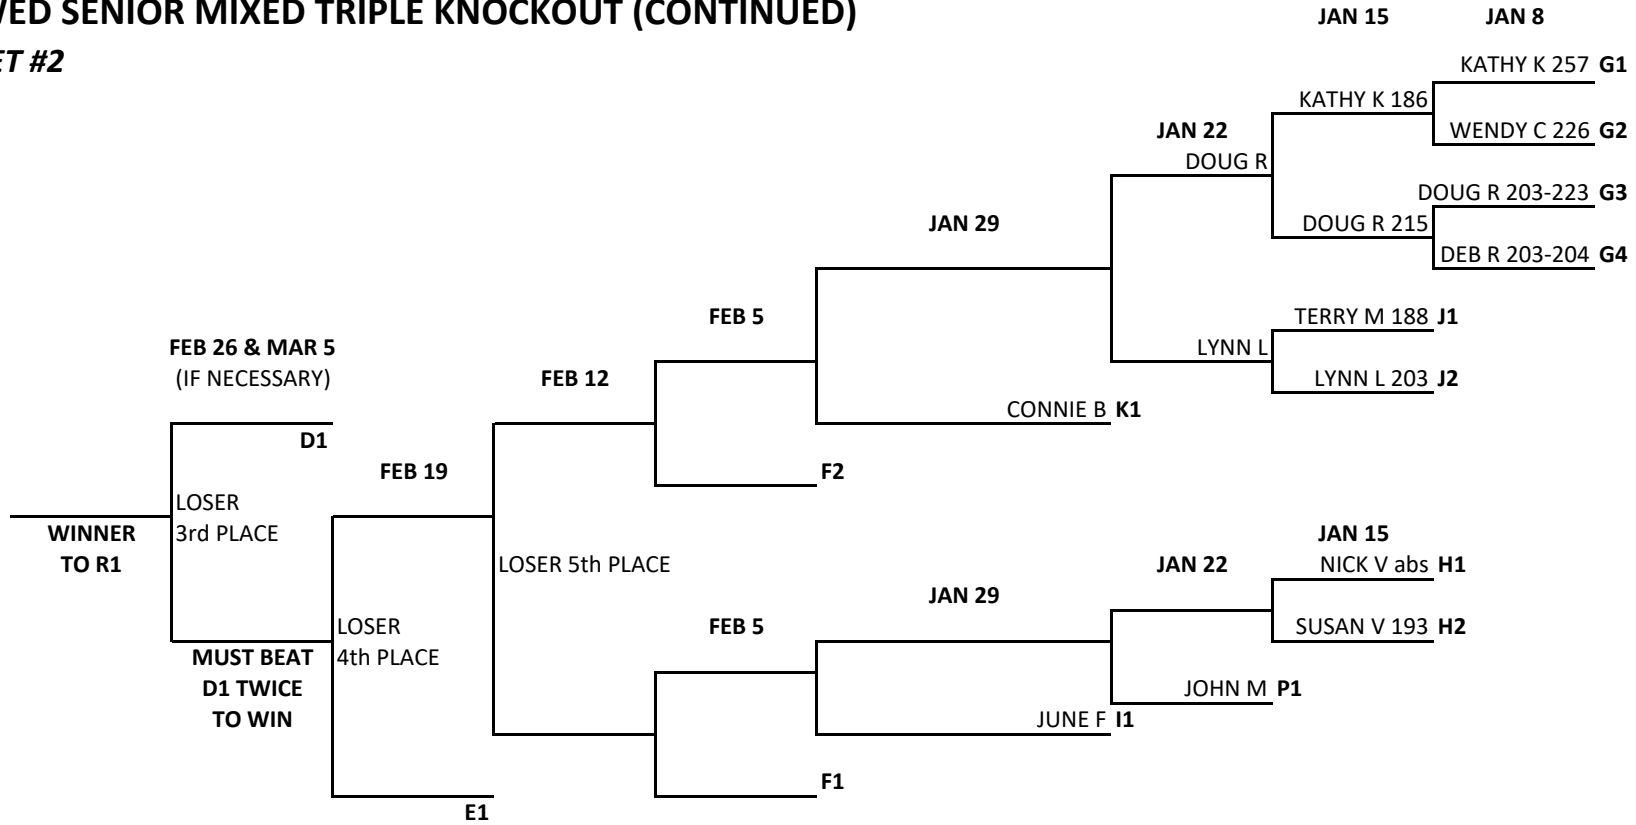 WED SENIOR MIXED TRIPLE KNOCKOUT (CONTINUED)
ET #2
JAN 15 JAN 8
KATHY K 257 G1
KATHY K 186
JAN 22 WENDY C 226 G2
DOUG R
DOUG R 203-223 G3
JAN 29 DOUG R 215
DEB R 203-204 G4
FEB 5 TERRY M 188 J1
FEB 26 & MAR 5 LYNN L
(IF NECESSARY) FEB 12 LYNN L 203 J2
CONNIE B K1
D1
FEB 19 F2
LOSER
WINNER 3rd PLACE JAN 15
TO R1 LOSER 5th PLACE JAN 22 NICK V abs H1
JAN 29
LOSER FEB 5 SUSAN V 193 H2
MUST BEAT 4th PLACE
D1 TWICE JOHN M P1
TO WIN JUNE F I1
F1
E1